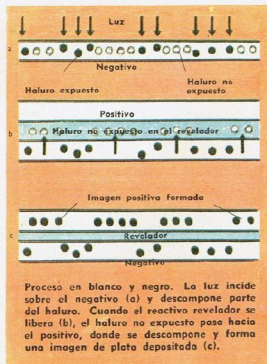 Luz
a
Negativo
Haluro expuesto
Haluro no
expuesto
Positivo
b
Haluro no expuesto en el revelador
Imagen positiva formada
c
Revelador
Negativo
Proceso en blanco y negro. La luz incide
sobre el negativo (a) y descompone parte
del haluro. Cuando el reactivo revelador se
libera (b), el haluro no expuesto pasa hacia
el positivo, donde se descompone y forma
una imagen de plata depositada (c).